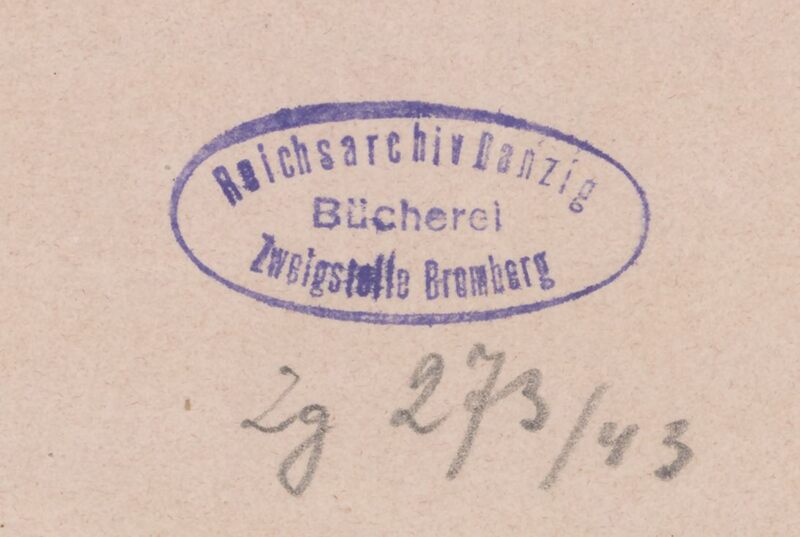 Reichsarchiv Danzig
Bücherei
Zweigstelle Bromberg
Zg 273/43